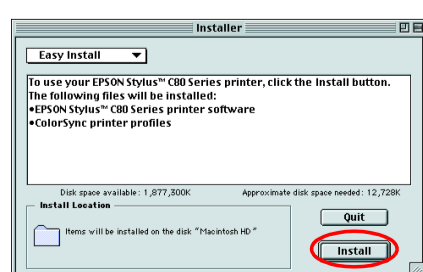 Installer
Easy Install
To use your EPSON Stylus™ C80 Series printer, click the Install button.
The following files will be installed:
•EPSON Stylus™ C80 Series printer software
•ColorSync printer profiles
Disk space available: 1,877,300K Approximate disk space needed: 12,728K
Install Location
Items will be installed on the disk "Macintosh HD"
Quit
Install